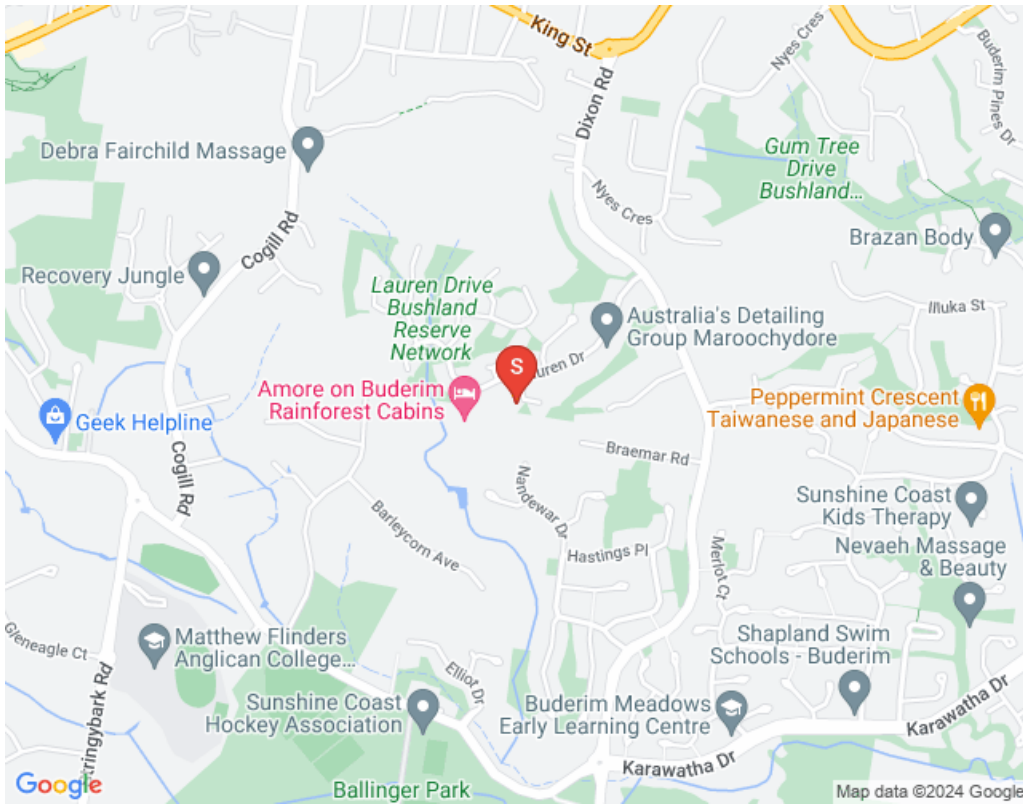 King St
Nyes Cres
Buderim Pines Dr
Dixon Rd
Debra Fairchild Massage
Gum Tree
Drive
Bushland...
Nyes Cres
Cogill Rd
Brazan Body
Recovery Jungle
Lauren Drive
Bushland
Reserve
Network
Illuka St
Australia's Detailing
Group Maroochydore
S
auren Dr
Amore on Buderim
Rainforest Cabins
Peppermint Crescent
Taiwanese and Japanese
Geek Helpline
Cogill Rd
Braemar Rd
Nandewar Dr
Sunshine Coast
Kids Therapy
Barleycorn Ave
Hastings Pl
Merlot Ct
Nevaeh Massage
& Beauty
Gleneagle Ct
Matthew Flinders
Anglican College...
Elliot Dr
Shapland Swim
Schools - Buderim
tringybark Rd
Sunshine Coast
Hockey Association
Buderim Meadows
Early Learning Centre
Karawatha Dr
Karawatha Dr
Google
Ballinger Park
Map data ©2024 Google